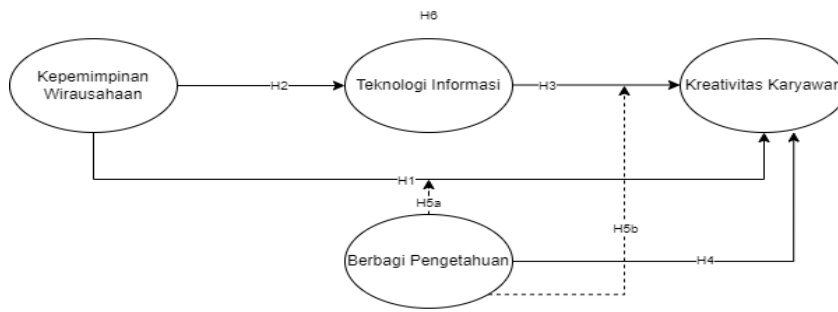 H6
Kepemimpinan
Wirausahaan
H2
Teknologi Informasi
H3
Kreativitas Karyawan
H1
H5a
H5b
Berbagi Pengetahuan
H4